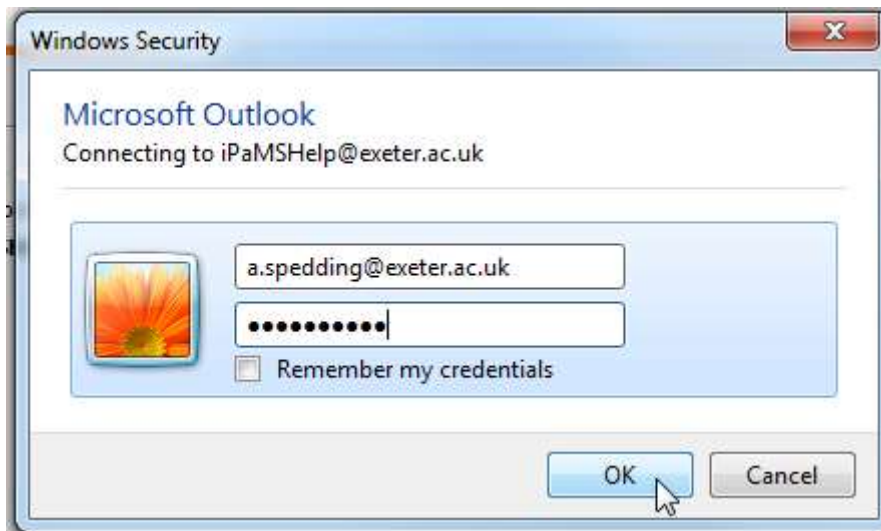 Windows Security
Microsoft Outlook
Connecting to iPaMSHelp@exeter.ac.uk
a.spedding@exeter.ac.uk
●●●●●●●●●●
Remember my credentials
OK
Cancel